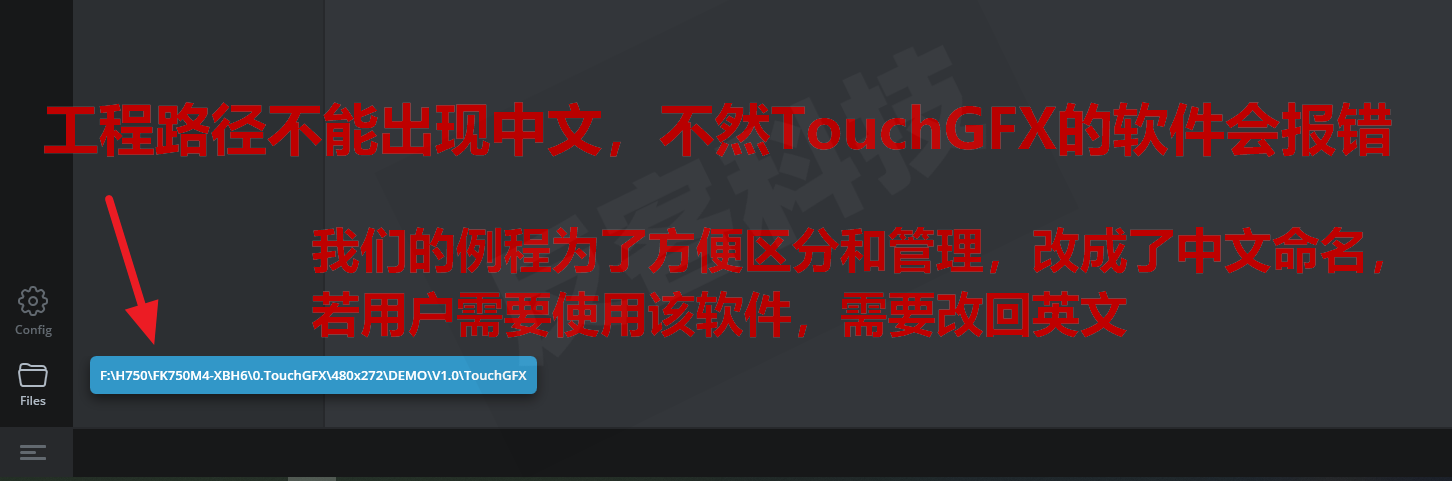 工程路径不能出现中文，不然TouchGFX的软件会报错
我们的例程为了方便区分和管理，改成了中文命名，
若用户需要使用该软件，需要改回英文
Config
F:\H750\FK750M4-XBH6\0.TouchGFX\480x272\DEMO\V1.0\TouchGFX
Files